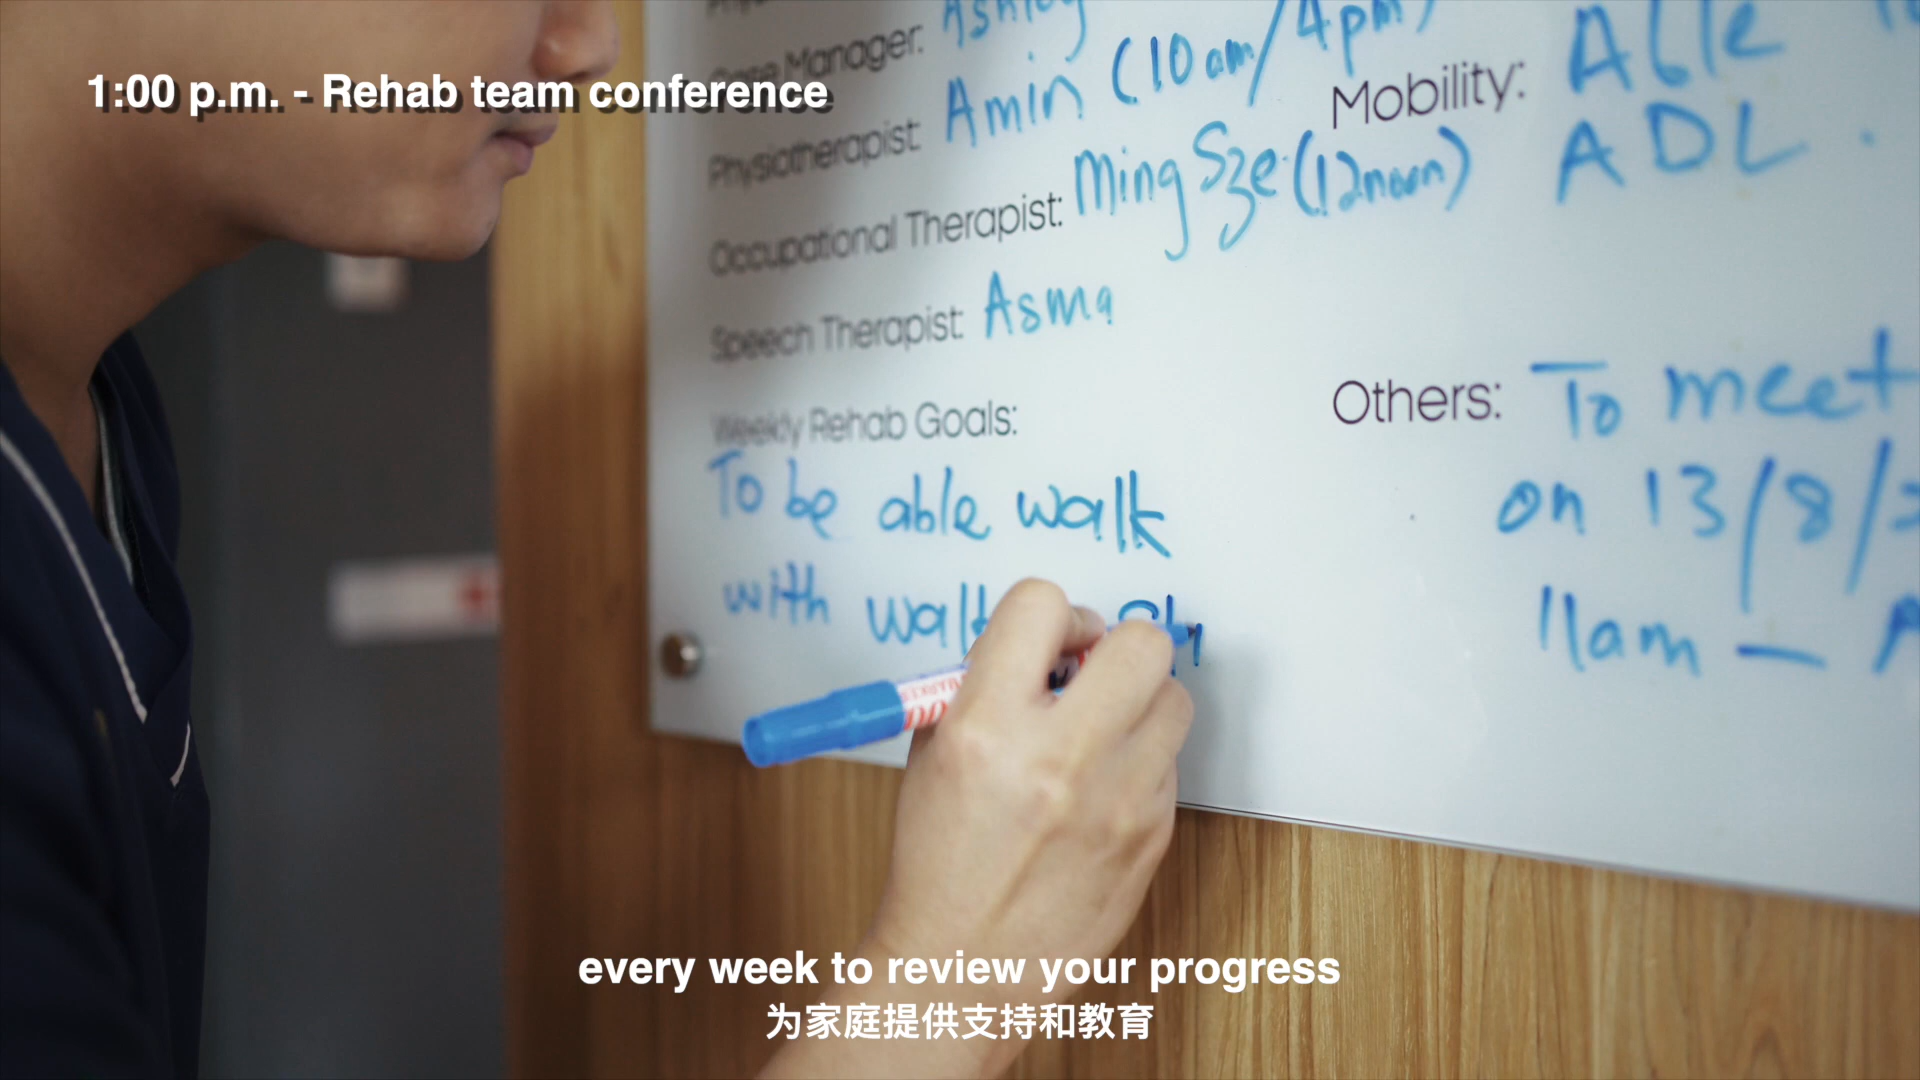 1:00 p.m. - Rehab team conference
Manager: Ashley
Physiotherapist: Amin (10am/4pm)
Occupational Therapist: Ming Sze (12noon)
Speech Therapist: Asma
Weekly Rehab Goals:
To be able walk
with
Mobility: Able
ADL.
Others: To meet
on 13/8/
11am —
every week to review your progress
为家庭提供支持和教育